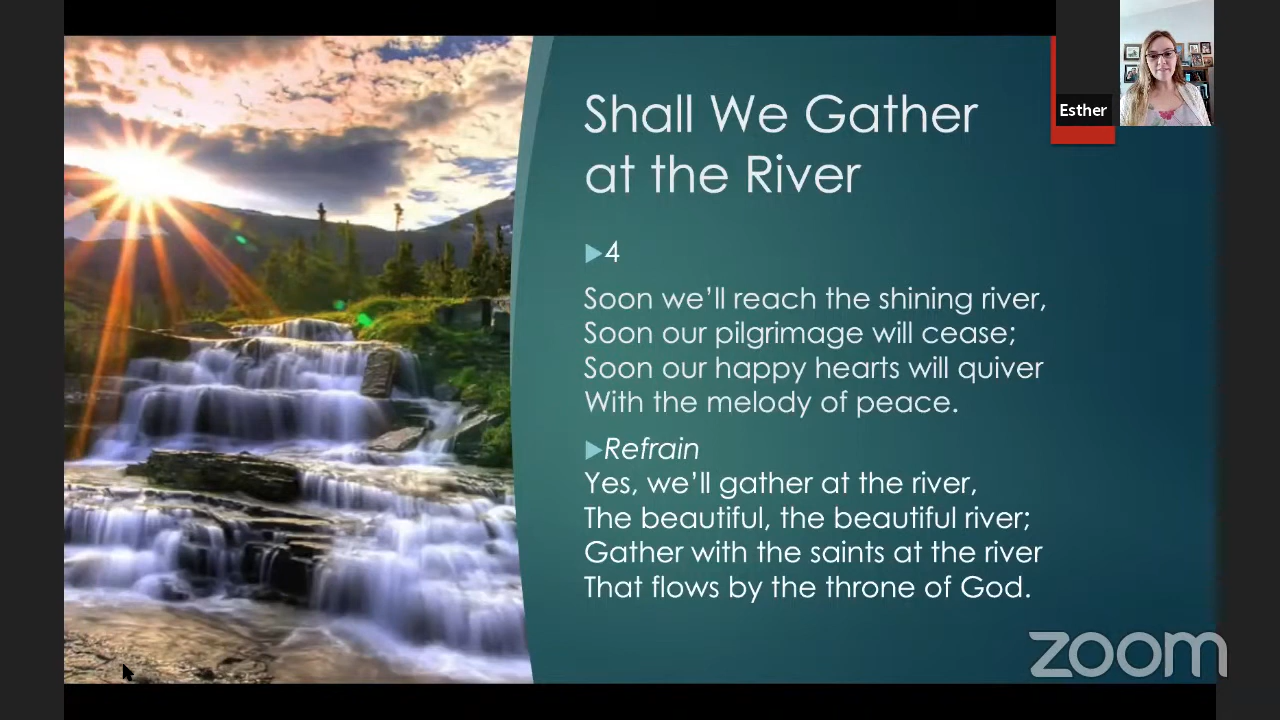 Shall We Gather
at the River
4
Soon we’ll reach the shining river,
Soon our pilgrimage will cease;
Soon our happy hearts will quiver
With the melody of peace.
Refrain
Yes, we’ll gather at the river,
The beautiful, the beautiful river;
Gather with the saints at the river
That flows by the throne of God.
Esther
zoom